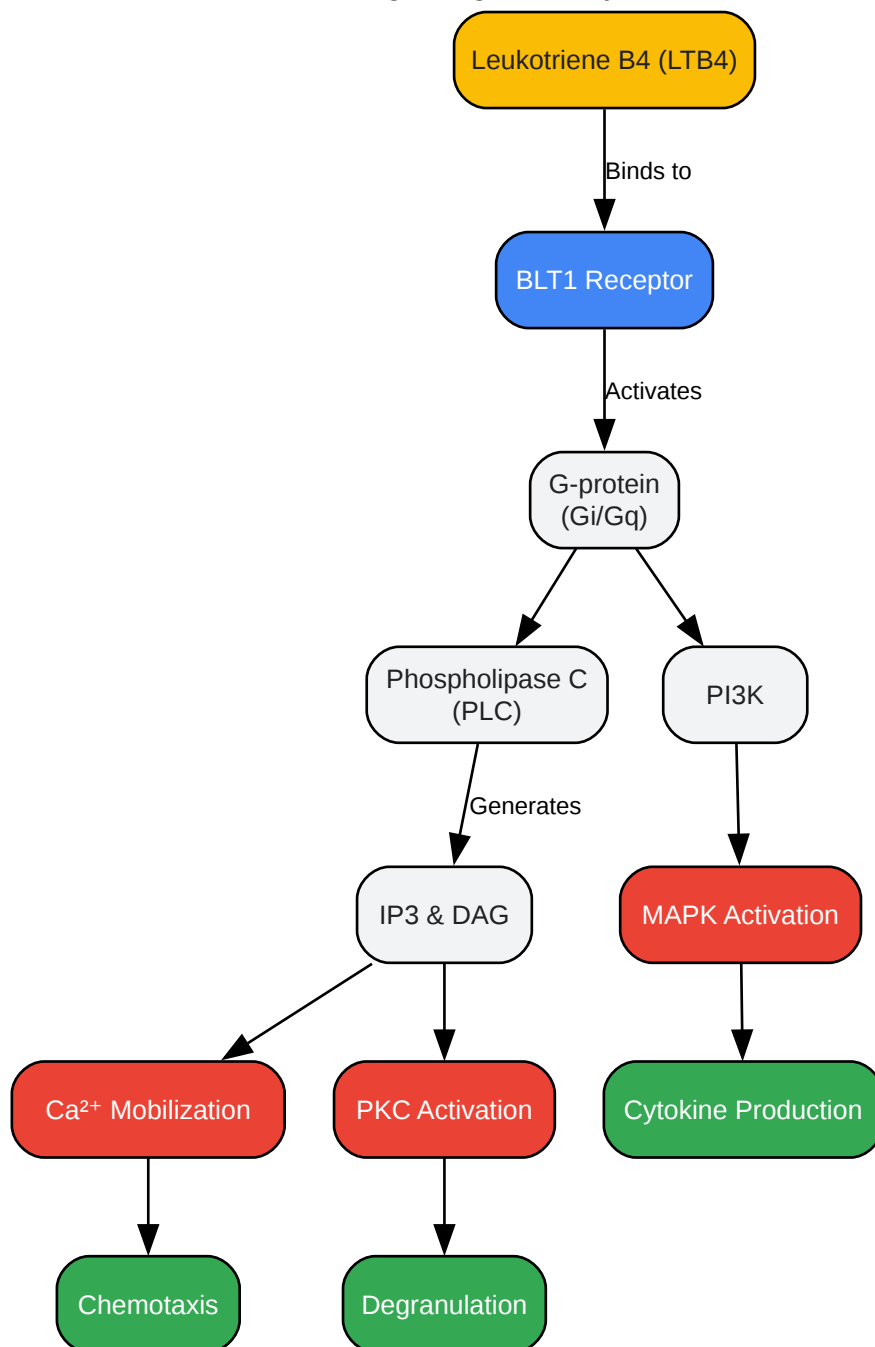 Leukotriene B4 (LTB4)
Binds to
BLT1 Receptor
Activates
G-protein
(Gi/Gq)
Phospholipase C
(PLC)
PI3K
Generates
IP3 & DAG
MAPK Activation
Ca²⁺ Mobilization
PKC Activation
Cytokine Production
Chemotaxis
Degranulation